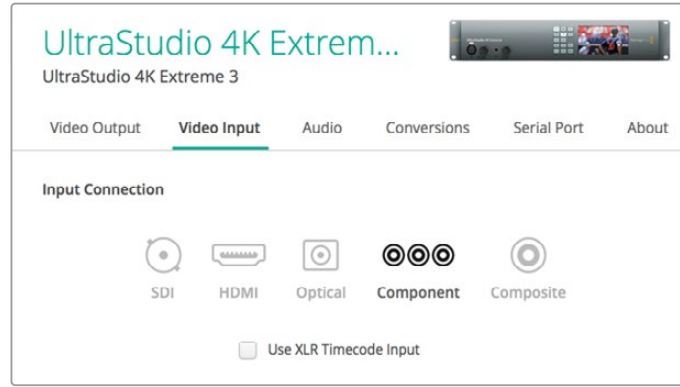 UltraStudio 4K Extrem...
UltraStudio 4K Extreme 3
Video Output Video Input Audio Conversions Serial Port About
Input Connection
SDI HDMI Optical Component Composite
Use XLR Timecode Input